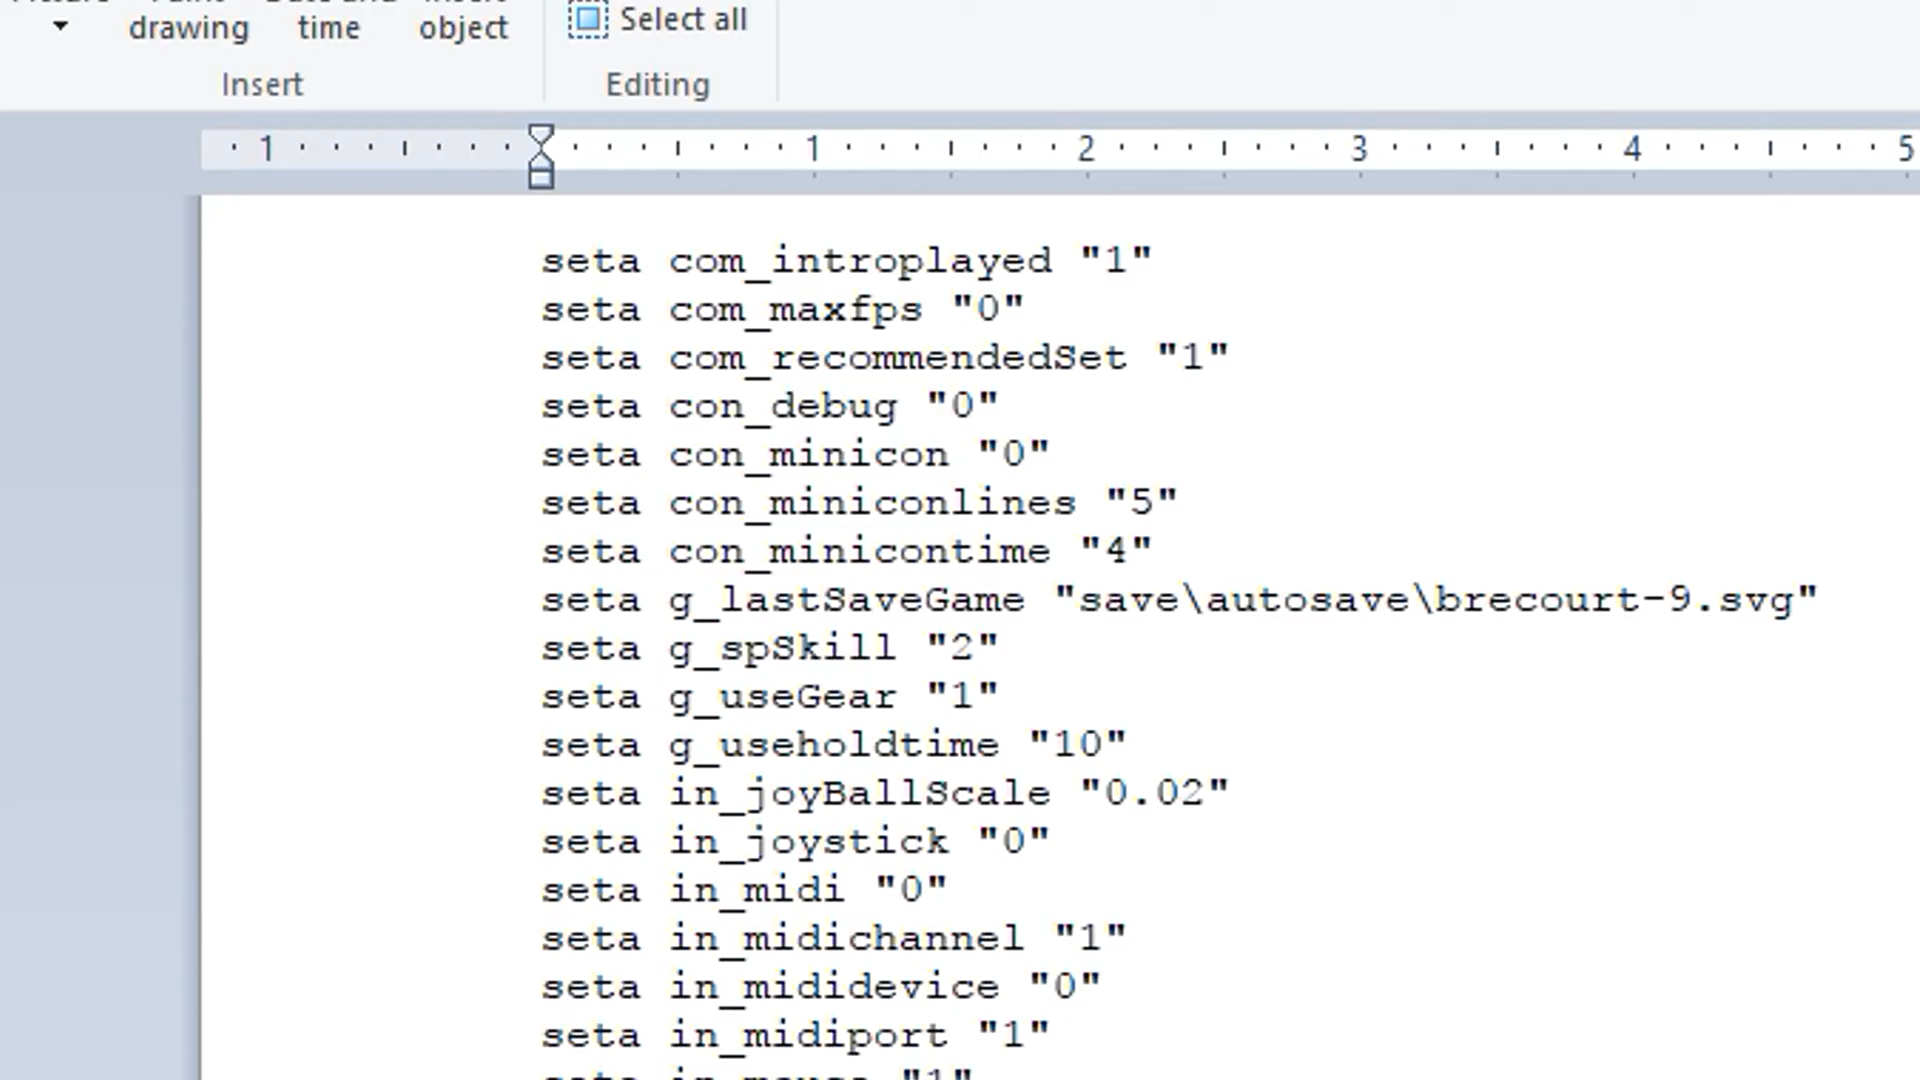 drawing time object
Select all
Insert Editing
1 1 2 3 4 5
seta com_introplayed "1"
seta com_maxfps "0"
seta com_recommendedSet "1"
seta con_debug "0"
seta con_minicon "0"
seta con_miniconlines "5"
seta con_minicontime "4"
seta g_lastSaveGame "save\autosave\brecourt-9.svg"
seta g_spSkill "2"
seta g_useGear "1"
seta g_useholdtime "10"
seta in_joyBallScale "0.02"
seta in_joystick "0"
seta in_midi "0"
seta in_midichannel "1"
seta in_mididevice "0"
seta in_midiport "1"